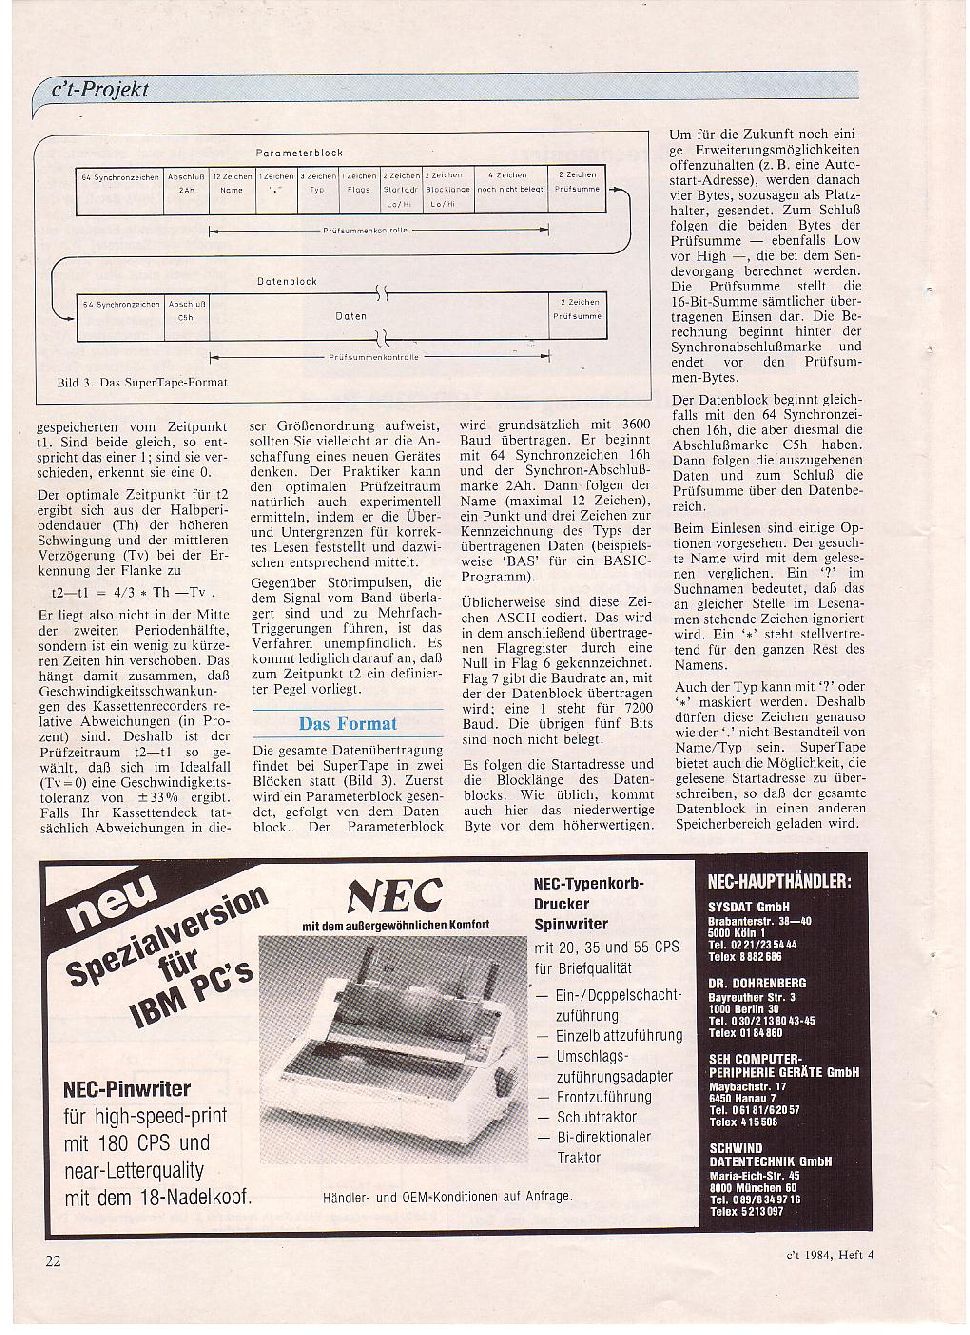 c't-Projekt
Parameterblock
64 Synchronzeichen
Abschluß 2Ah
12 Zeichen Name
1 Zeichen "."
3 Zeichen Typ
1 Zeichen Flags
2 Zeichen Startadr Lo/Hi
2 Zeichen Blocklänge Lo/Hi
4 Zeichen noch nicht belegt
2 Zeichen Prüfsumme
Prüfsummenkontrolle
Datenblock
64 Synchronzeichen
Abschluß C5h
Daten
2 Zeichen Prüfsumme
Prüfsummenkontrolle
Bild 3. Das SuperTape-Format
gespeicherten vom Zeitpunkt
t1. Sind beide gleich, so ent-
spricht das einer 1; sind sie ver-
schieden, erkennt sie eine 0.
Der optimale Zeitpunkt für t2
ergibt sich aus der Halbperi-
odendauer (Th) der höheren
Schwingung und der mittleren
Verzögerung (Tv) bei der Er-
kennung der Flanke zu
t2—t1 = 4/3 * Th —Tv .
Er liegt also nicht in der Mitte
der zweiten Periodenhälfte,
sondern ist ein wenig zu kürze-
ren Zeiten hin verschoben. Das
hängt damit zusammen, daß
Geschwindigkeitsschwankun-
gen des Kassettenrecorders re-
lative Abweichungen (in Pro-
zent) sind. Deshalb ist der
Prüfzeitraum t2—t1 so ge-
wählt, daß sich im Idealfall
(Tv=0) eine Geschwindigkeits-
toleranz von ±33% ergibt.
Falls Ihr Kassettendeck tat-
sächlich Abweichungen in die-
ser Größenordnung aufweist,
sollten Sie vielleicht an die An-
schaffung eines neuen Gerätes
denken. Der Praktiker kann
den optimalen Prüfzeitraum
natürlich auch experimentell
ermitteln, indem er die Über-
und Untergrenzen für korrek-
tes Lesen feststellt und dazwi-
schen entsprechend mittelt.
Gegenüber Störimpulsen, die
dem Signal vom Band überla-
gert sind und zu Mehrfach-
Triggerungen führen, ist das
Verfahren unempfindlich. Es
kommt lediglich darauf an, daß
zum Zeitpunkt t2 ein definier-
ter Pegel vorliegt.
Das Format
Die gesamte Datenübertragung
findet bei SuperTape in zwei
Blöcken statt (Bild 3). Zuerst
wird ein Parameterblock gesen-
det, gefolgt von dem Daten-
block. Der Parameterblock
wird grundsätzlich mit 3600
Baud übertragen. Er beginnt
mit 64 Synchronzeichen 16h
und der Synchron-Abschluß-
marke 2Ah. Dann folgen der
Name (maximal 12 Zeichen),
ein Punkt und drei Zeichen zur
Kennzeichnung des Typs der
übertragenen Daten (beispiels-
weise 'BAS' für ein BASIC-
Programm).
Üblicherweise sind diese Zei-
chen ASCII codiert. Das wird
in dem anschließend übertrage-
nen Flagregister durch eine
Null in Flag 6 gekennzeichnet.
Flag 7 gibt die Baudrate an, mit
der der Datenblock übertragen
wird; eine 1 steht für 7200
Baud. Die übrigen fünf Bits
sind noch nicht belegt.
Es folgen die Startadresse und
die Blocklänge des Daten-
blocks. Wie üblich, kommt
auch hier das niederwertige
Byte vor dem höherwertigen.
Um für die Zukunft noch eini-
ge Erweiterungsmöglichkeiten
offenzuhalten (z. B. eine Auto-
start-Adresse), werden danach
vier Bytes, sozusagen als Platz-
halter, gesendet. Zum Schluß
folgen die beiden Bytes der
Prüfsumme — ebenfalls Low
vor High —, die bei dem Sen-
devorgang berechnet werden.
Die Prüfsumme stellt die
16-Bit-Summe sämtlicher über-
tragenen Einsen dar. Die Be-
rechnung beginnt hinter der
Synchronabschlußmarke und
endet vor den Prüfsum-
men-Bytes.
Der Datenblock beginnt gleich-
falls mit den 64 Synchronzei-
chen 16h, die aber diesmal die
Abschlußmarke C5h haben.
Dann folgen die auszugebenen
Daten und zum Schluß die
Prüfsumme über den Datenbe-
reich.
Beim Einlesen sind einige Op-
tionen vorgesehen. Der gesuch-
te Name wird mit dem gelese-
nen verglichen. Ein '?' im
Suchnamen bedeutet, daß das
an gleicher Stelle im Lesena-
men stehende Zeichen ignoriert
wird. Ein '*' steht stellvertre-
tend für den ganzen Rest des
Namens.
Auch der Typ kann mit '?' oder
'*' maskiert werden. Deshalb
dürfen diese Zeichen genauso
wie der '.' nicht Bestandteil von
Name/Typ sein. SuperTape
bietet auch die Möglichkeit, die
gelesene Startadresse zu über-
schreiben, so daß der gesamte
Datenblock in einen anderen
Speicherbereich geladen wird.
neu
Spezialversion
für
IBM PC's
NEC-Pinwriter
für high-speed-print
mit 180 CPS und
near-Letterquality
mit dem 18-Nadelkopf.
NEC
mit dem außergewöhnlichen Komfort
Händler- und OEM-Konditionen auf Anfrage.
NEC-Typenkorb-
Drucker
Spinwriter
mit 20, 35 und 55 CPS
für Briefqualität
— Ein-/Doppelschacht-
zuführung
— Einzelblattzuführung
— Umschlags-
zuführungsadapter
— Frontzuführung
— Schubtraktor
— Bi-direktionaler
Traktor
NEC-HAUPTHÄNDLER:
SYSDAT GmbH
Brabanterstr. 38—40
5000 Köln 1
Tel. 0221/235444
Telex 8 882 686
DR. DOHRENBERG
Bayreuther Str. 3
1000 Berlin 30
Tel. 030/2138043-45
Telex 01 84 860
SEH COMPUTER-
PERIPHERIE GERÄTE GmbH
Maybachstr. 17
6450 Hanau 7
Tel. 06181/62057
Telex 4 15 506
SCHWIND
DATENTECHNIK GmbH
Maria-Eich-Str. 45
8000 München 60
Tel. 089/8349716
Telex 5 213 097
22
c't 1984, Heft 4